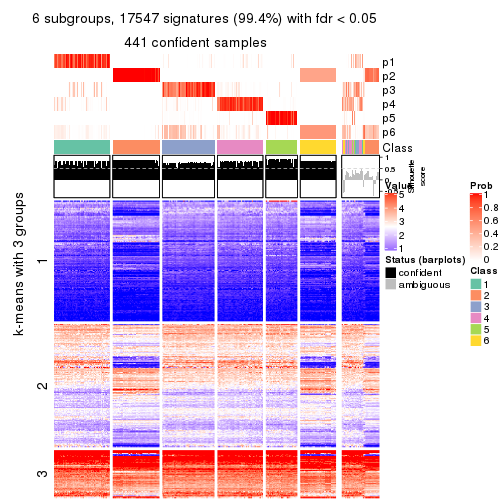 6 subgroups, 17547 signatures (99.4%) with fdr < 0.05
441 confident samples
p1
p2
p3
p4
p5
p6
Class
1
0.5
0
-0.5
Silhouette
score
k-means with 3 groups
1
2
3
Value
5
4
3
2
1
Status (barplots)
confident
ambiguous
Prob
1
0.8
0.6
0.4
0.2
0
Class
1
2
3
4
5
6